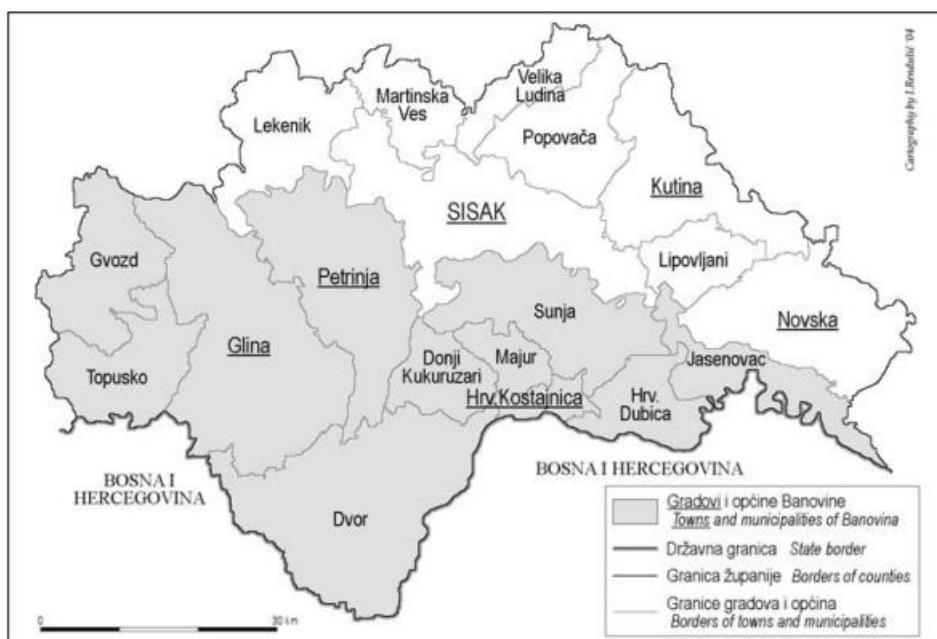 Cartography by I.Rendulić '04
Velika
Ludina
Martinska
Ves
Lekenik
Popovača
Kutina
SISAK
Gvozd
Lipovljani
Petrinja
Sunja
Novska
Glina
Topusko
Donji
Kukuruzari
Majur
Jasenovac
Hrv.Kostajnica
Hrv.
Dubica
BOSNA I
HERCEGOVINA
BOSNA I HERCEGOVINA
Dvor
Gradovi i općine Banovine
Towns and municipalities of Banovina
Državna granica State border
Granica županije Borders of counties
Granice gradova i općina
Borders of towns and municipalities
0 30 km